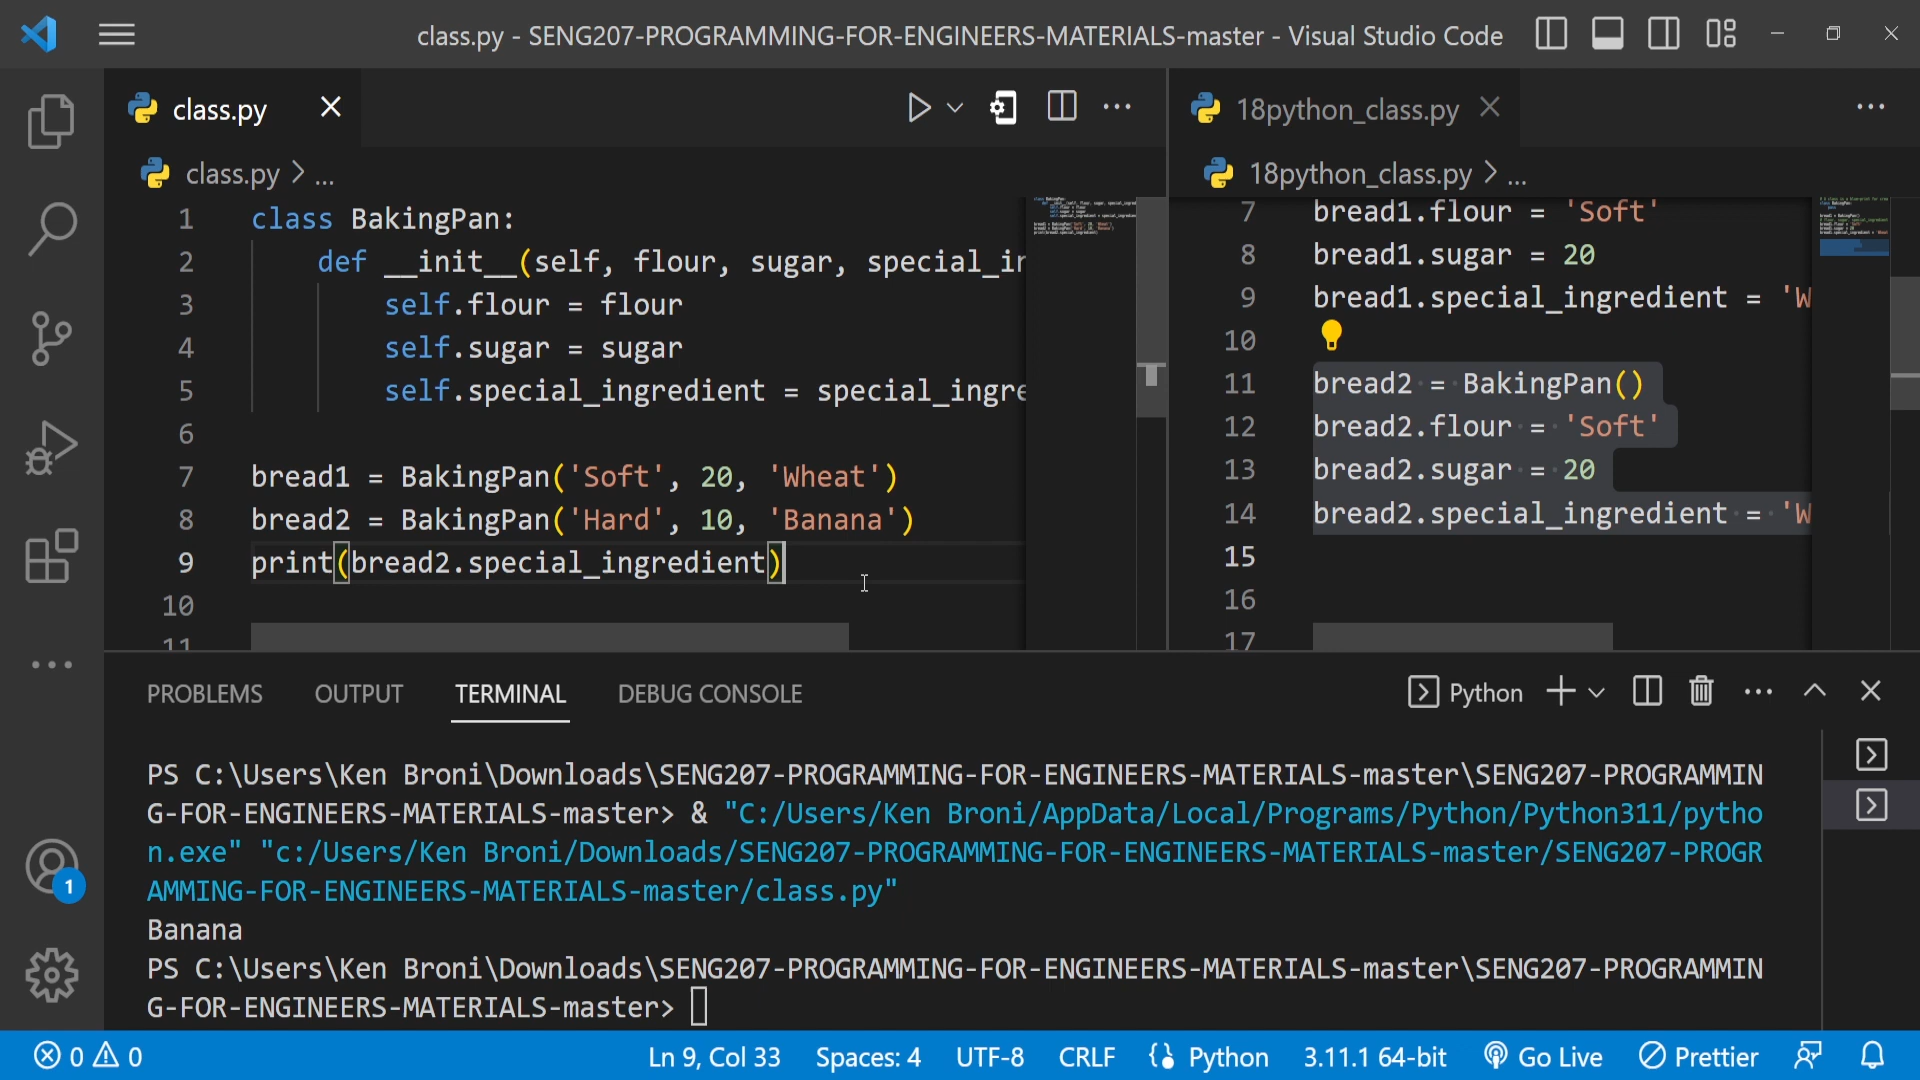 class.py - SENG207-PROGRAMMING-FOR-ENGINEERS-MATERIALS-master - Visual Studio Code
class.py
class.py > ...
1 class BakingPan:
2     def __init__(self, flour, sugar, special_in
3         self.flour = flour
4         self.sugar = sugar
5         self.special_ingredient = special_ingre
6
7 bread1 = BakingPan('Soft', 20, 'Wheat')
8 bread2 = BakingPan('Hard', 10, 'Banana')
9 print(bread2.special_ingredient)
10
11
18python_class.py
18python_class.py > ...
7 bread1.flour = 'Soft'
8 bread1.sugar = 20
9 bread1.special_ingredient = 'W
10
11 bread2 = BakingPan()
12 bread2.flour = 'Soft'
13 bread2.sugar = 20
14 bread2.special_ingredient = 'W
15
16
17
PROBLEMS OUTPUT TERMINAL DEBUG CONSOLE Python
PS C:\Users\Ken Broni\Downloads\SENG207-PROGRAMMING-FOR-ENGINEERS-MATERIALS-master\SENG207-PROGRAMMIN
G-FOR-ENGINEERS-MATERIALS-master> & "C:/Users/Ken Broni/AppData/Local/Programs/Python/Python311/pytho
n.exe" "c:/Users/Ken Broni/Downloads/SENG207-PROGRAMMING-FOR-ENGINEERS-MATERIALS-master/SENG207-PROGR
AMMING-FOR-ENGINEERS-MATERIALS-master/class.py"
Banana
PS C:\Users\Ken Broni\Downloads\SENG207-PROGRAMMING-FOR-ENGINEERS-MATERIALS-master\SENG207-PROGRAMMIN
G-FOR-ENGINEERS-MATERIALS-master>
1
0 0 Ln 9, Col 33 Spaces: 4 UTF-8 CRLF Python 3.11.1 64-bit Go Live Prettier